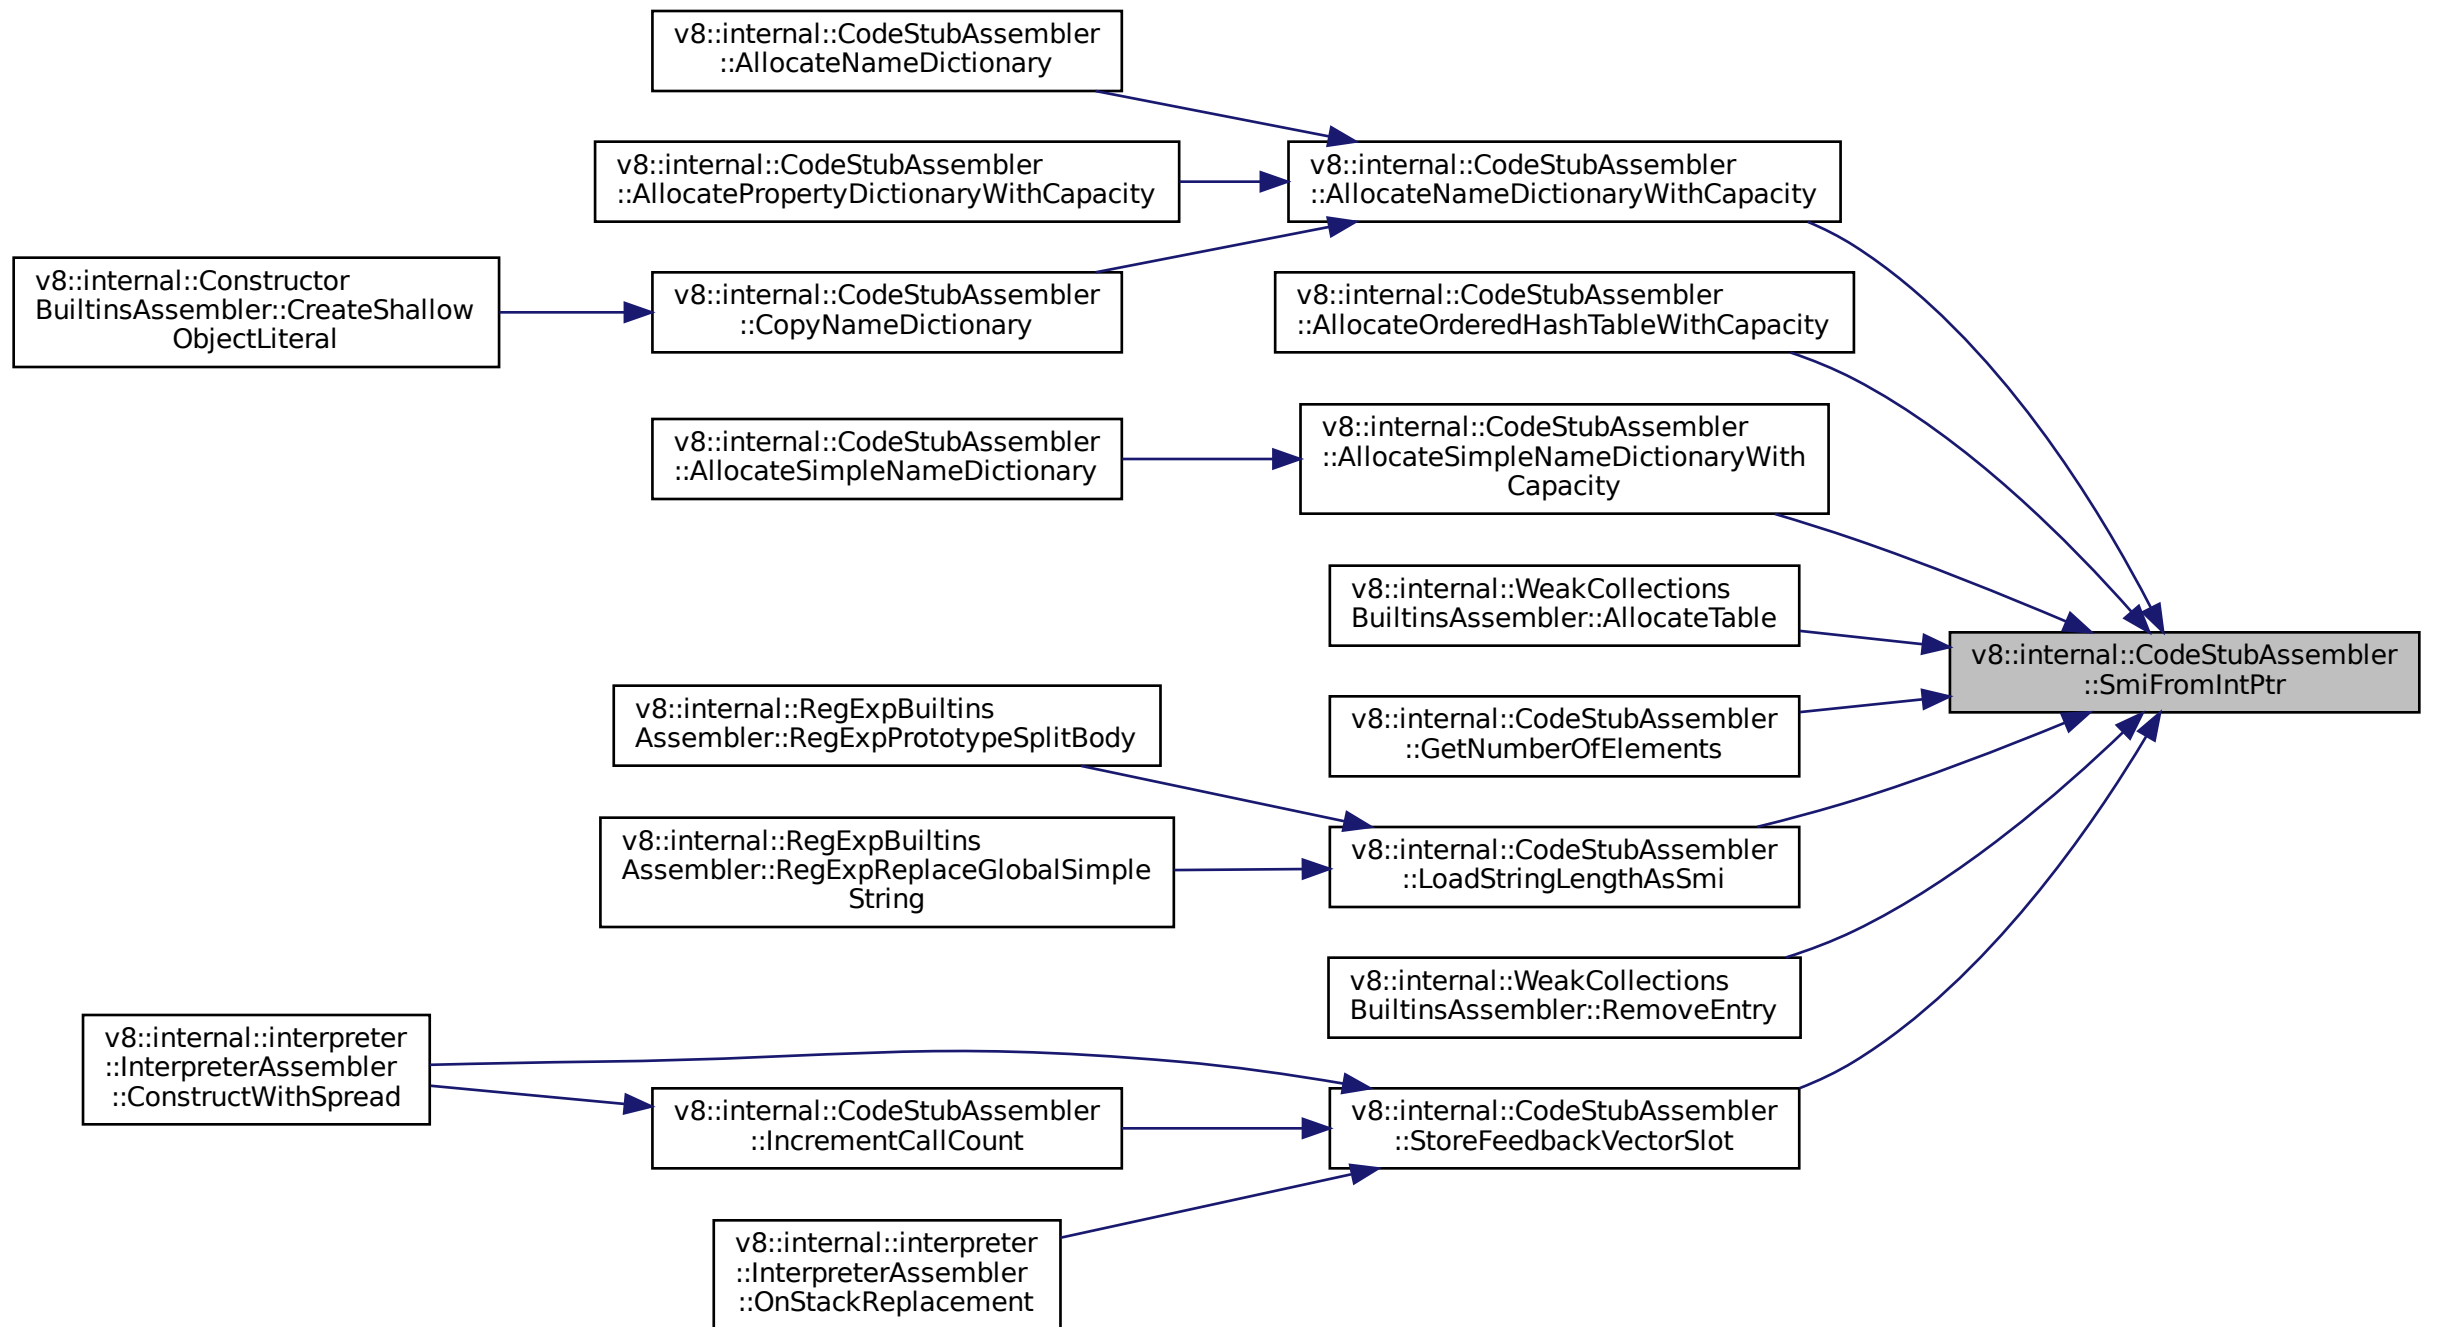 v8::internal::CodeStubAssembler
::AllocateNameDictionary
v8::internal::CodeStubAssembler
::AllocatePropertyDictionaryWithCapacity
v8::internal::CodeStubAssembler
::AllocateNameDictionaryWithCapacity
v8::internal::Constructor
BuiltinsAssembler::CreateShallow
ObjectLiteral
v8::internal::CodeStubAssembler
::CopyNameDictionary
v8::internal::CodeStubAssembler
::AllocateOrderedHashTableWithCapacity
v8::internal::CodeStubAssembler
::AllocateSimpleNameDictionary
v8::internal::CodeStubAssembler
::AllocateSimpleNameDictionaryWith
Capacity
v8::internal::WeakCollections
BuiltinsAssembler::AllocateTable
v8::internal::CodeStubAssembler
::SmiFromIntPtr
v8::internal::RegExpBuiltins
Assembler::RegExpPrototypeSplitBody
v8::internal::CodeStubAssembler
::GetNumberOfElements
v8::internal::RegExpBuiltins
Assembler::RegExpReplaceGlobalSimple
String
v8::internal::CodeStubAssembler
::LoadStringLengthAsSmi
v8::internal::WeakCollections
BuiltinsAssembler::RemoveEntry
v8::internal::interpreter
::InterpreterAssembler
::ConstructWithSpread
v8::internal::CodeStubAssembler
::IncrementCallCount
v8::internal::CodeStubAssembler
::StoreFeedbackVectorSlot
v8::internal::interpreter
::InterpreterAssembler
::OnStackReplacement